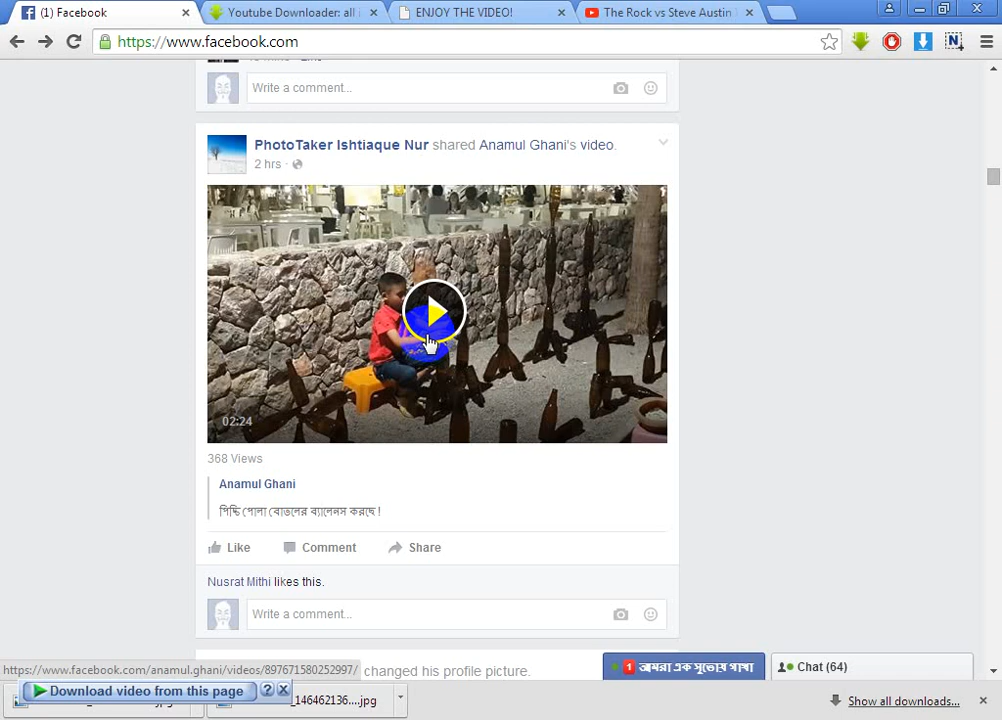 (1) Facebook
Youtube Downloader: all i
ENJOY THE VIDEO!
The Rock vs Steve Austin
https://www.facebook.com
Write a comment...
PhotoTaker Ishtiaque Nur shared Anamul Ghani's video.
2 hrs
02:24
368 Views
Anamul Ghani
পিচ্চি পোলা বোতলের ব্যালেনস করছে !
Like Comment Share
Nusrat Mithi likes this.
Write a comment...
https://www.facebook.com/anamul.ghani/videos/897671580252997/
changed his profile picture.
1 আমরা এক সুতোয় গাথা
Chat (64)
Download video from this page ?
_146462136....jpg
Show all downloads...